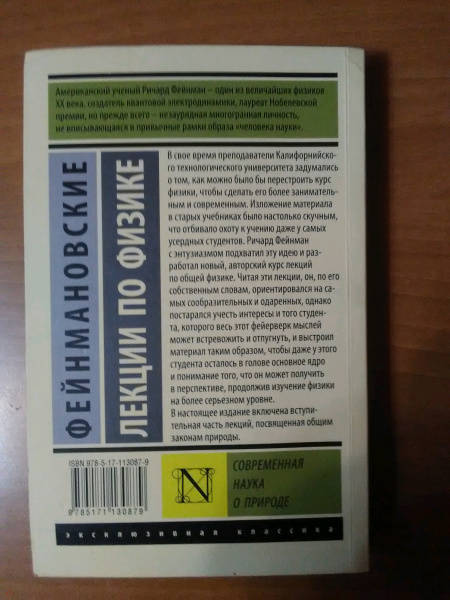 Американский ученый Ричард Фейнман – один из величайших физиков
XX века, создатель квантовой электродинамики, лауреат Нобелевской
премии, но прежде всего – незаурядная многогранная личность,
не вписывающаяся в привычные рамки образа «человека науки».
ФЕЙНМАНОВСКИЕ
ЛЕКЦИИ ПО ФИЗИКЕ
В свое время преподаватели Калифорнийско-
го технологического университета задумались
о том, как можно было бы перестроить курс
физики, чтобы сделать его более заниматель-
ным и современным. Изложение материала
в старых учебниках было настолько скучным,
что отбивало охоту к учению даже у самых
усердных студентов. Ричард Фейнман
с энтузиазмом подхватил эту идею и раз-
работал новый, авторский курс лекций
по общей физике. Читая эти лекции, он, по его
собственным словам, ориентировался на са-
мых сообразительных и одаренных, однако
постарался учесть интересы и того студен-
та, которого весь этот фейерверк мыслей
может встревожить и отпугнуть, и выстроил
материал таким образом, чтобы даже у этого
студента осталось в голове основное ядро
и понимание того, что он может получить
в перспективе, продолжив изучение физики
на более серьезном уровне.
В настоящее издание включена вступи-
тельная часть лекций, посвященная общим
законам природы.
ISBN 978-5-17-113087-9
9785171130879
N
СОВРЕМЕННАЯ
НАУКА
О ПРИРОДЕ
эксклюзивная классика